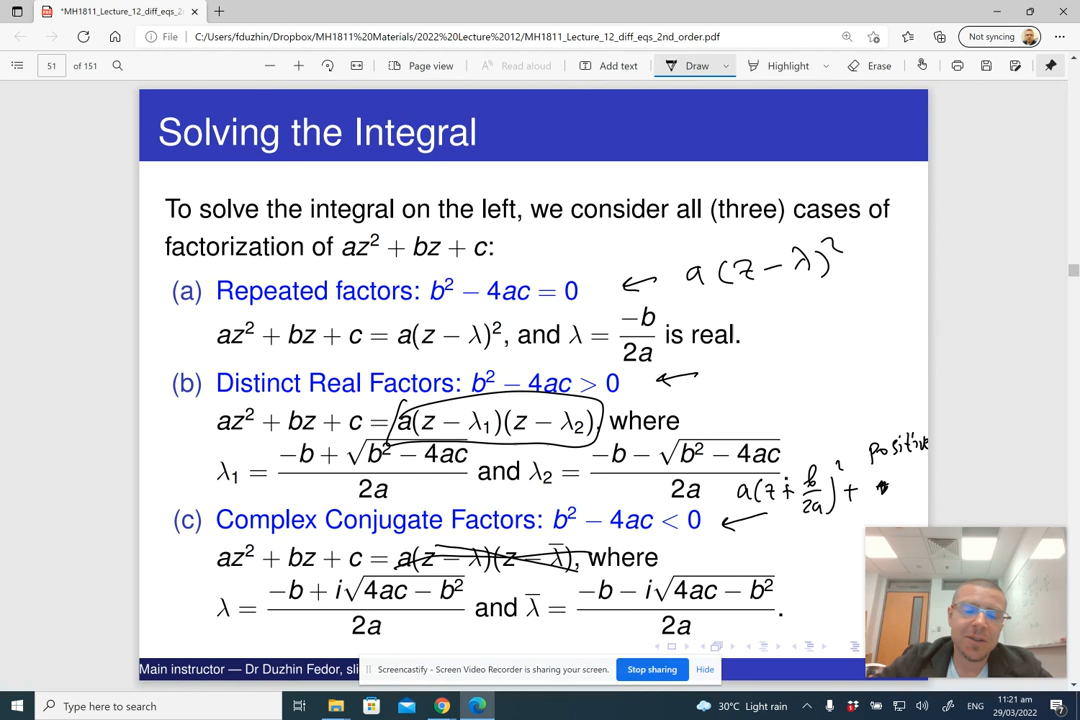 *MH1811_Lecture_12_diff_eqs_2nd
File
C:/Users/fduzhin/Dropbox/MH1811%20Materials/2022%20Lecture%2012/MH1811_Lecture_12_diff_eqs_2nd_order.pdf
Not syncing
51 of 151
Page view
Read aloud
Add text
Draw
Highlight
Erase
Solving the Integral
To solve the integral on the left, we consider all (three) cases of
factorization of az² + bz + c:
(a) Repeated factors: b² − 4ac = 0 ← a(z − λ)²
az² + bz + c = a(z − λ)², and λ = −b/2a is real.
(b) Distinct Real Factors: b² − 4ac > 0 ←
az² + bz + c = a(z − λ₁)(z − λ₂), where
positive
λ₁ = (−b + √(b² − 4ac))/2a and λ₂ = (−b − √(b² − 4ac))/2a
a(z + b/2a)² +
(c) Complex Conjugate Factors: b² − 4ac < 0 ←
az² + bz + c = a(z − λ)(z − λ̅), where
λ = (−b + i√(4ac − b²))/2a and λ̅ = (−b − i√(4ac − b²))/2a.
Main instructor — Dr Duzhin Fedor, sli
Screencastify - Screen Video Recorder is sharing your screen.
Stop sharing
Hide
Type here to search
30°C Light rain
ENG
11:21 am
29/03/2022
7